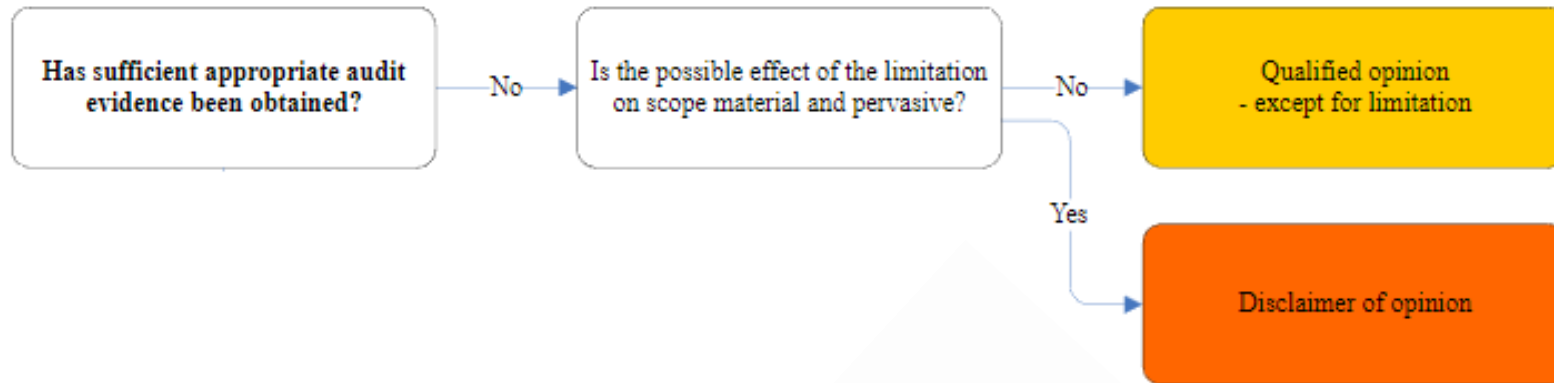 Has sufficient appropriate audit
evidence been obtained?
No
Is the possible effect of the limitation
on scope material and pervasive?
No
Qualified opinion
- except for limitation
Yes
Disclaimer of opinion